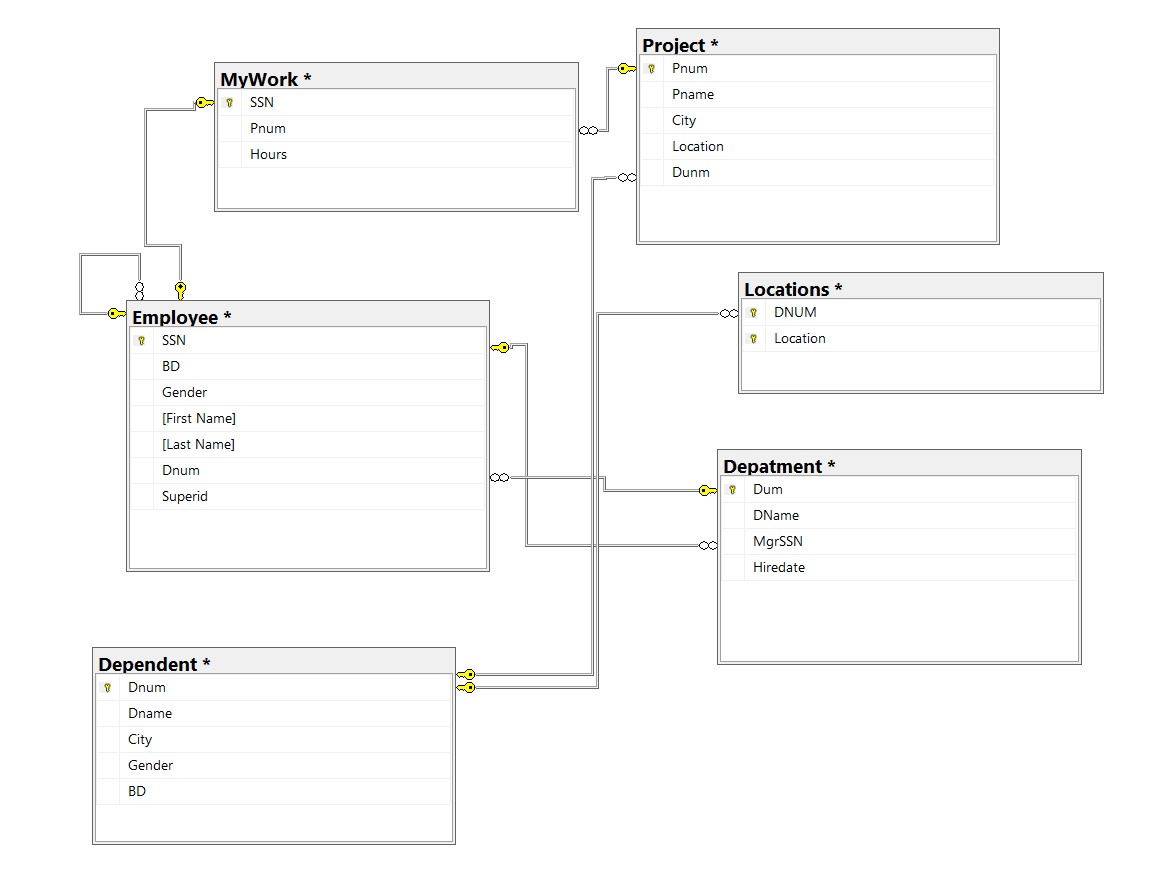 MyWork *
SSN
Pnum
Hours
Project *
Pnum
Pname
City
Location
Dunm
Employee *
SSN
BD
Gender
[First Name]
[Last Name]
Dnum
Superid
Locations *
DNUM
Location
Depatment *
Dum
DName
MgrSSN
Hiredate
Dependent *
Dnum
Dname
City
Gender
BD